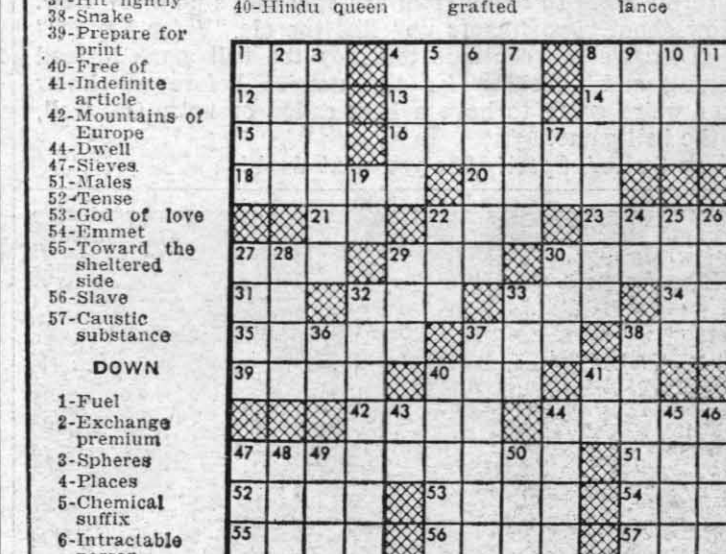 37-Hit lightly
38-Snake
39-Prepare for
print
40-Free of
41-Indefinite
article
42-Mountains of
Europe
44-Dwell
47-Sieves
51-Males
52-Tense
53-God of love
54-Emmet
55-Toward the
sheltered
side
56-Slave
57-Caustic
substance
DOWN
1-Fuel
2-Exchange
premium
3-Spheres
4-Places
5-Chemical
suffix
6-Intractable
40-Hindu queen
grafted
lance
1 2 3 4 5 6 7 8 9 10 11
12 13 14
15 16 17
18 19 20
21 22 23 24 25 26
27 28 29 30
31 32 33 34
35 36 37 38
39 40 41
42 43 44 45 46
47 48 49 50 51
52 53 54
55 56 57